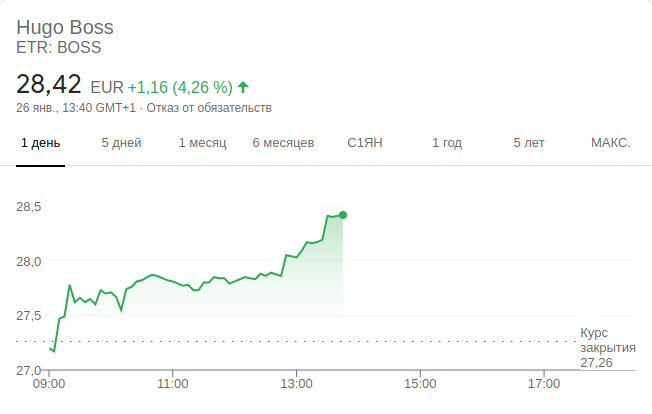 Hugo Boss
ETR: BOSS
28,42 EUR +1,16 (4,26 %)
26 янв., 13:40 GMT+1 · Отказ от обязательств
1 день 5 дней 1 месяц 6 месяцев С1ЯН 1 год 5 лет МАКС.
28,5
28,0
27,5
27,0
Курс
закрытия
27,26
09:00 11:00 13:00 15:00 17:00